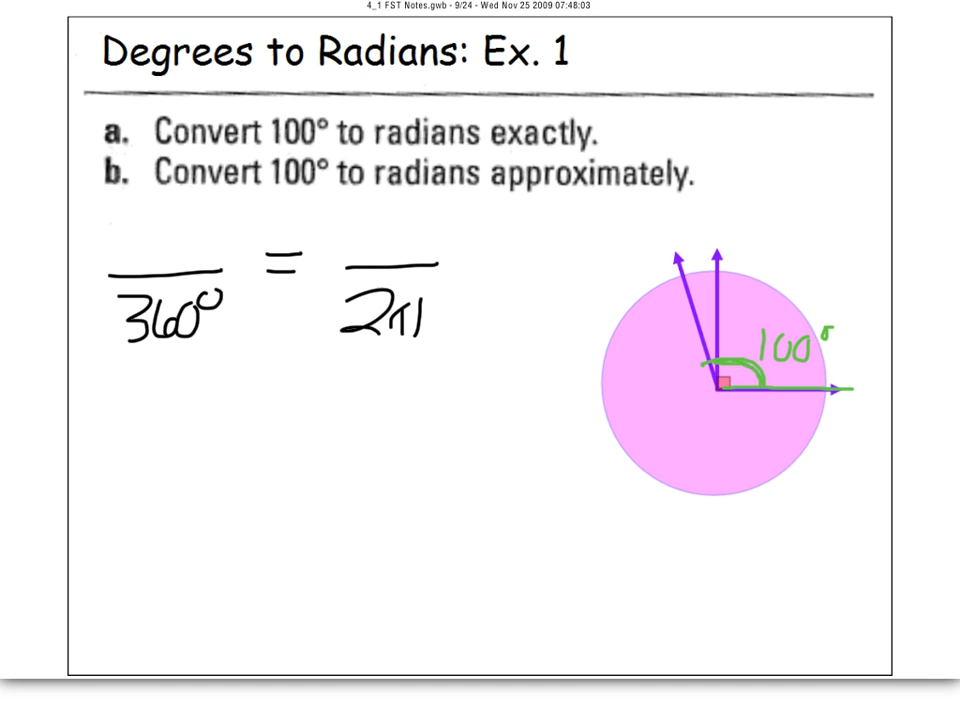 4_1 FST Notes.gwb - 9/24 - Wed Nov 25 2009 07:48:03
Degrees to Radians: Ex. 1
a. Convert 100° to radians exactly.
b. Convert 100° to radians approximately.
=
360° 2π
100°